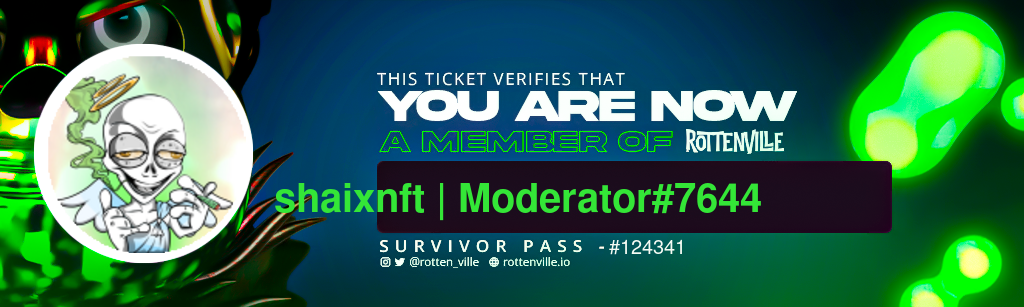 THIS TICKET VERIFIES THAT
YOU ARE NOW
A MEMBER OF ROTTENVILLE
shaixnft | Moderator#7644
SURVIVOR PASS - #124341
@rotten_ville rottenville.io